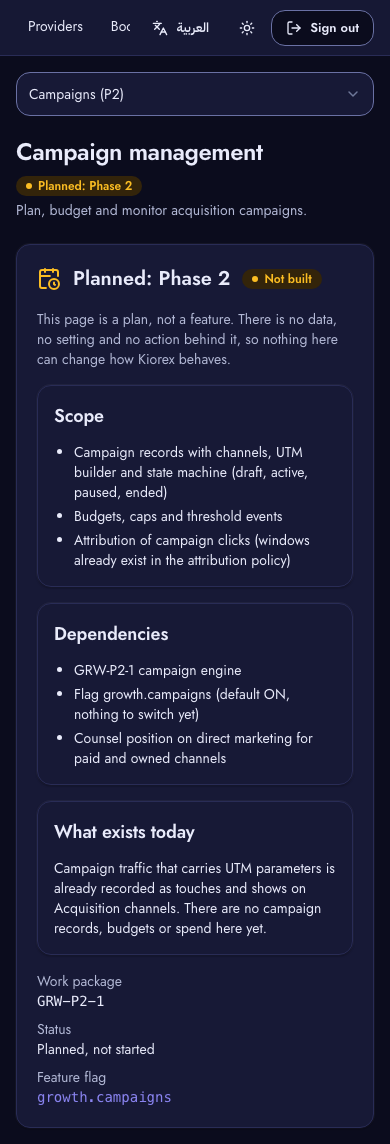 Providers
العربية
Sign out
Campaigns (P2)
Campaign management
Planned: Phase 2
Plan, budget and monitor acquisition campaigns.
Planned: Phase 2
Not built
This page is a plan, not a feature. There is no data,
no setting and no action behind it, so nothing here
can change how Kiorex behaves.
Scope
Campaign records with channels, UTM
builder and state machine (draft, active,
paused, ended)
Budgets, caps and threshold events
Attribution of campaign clicks (windows
already exist in the attribution policy)
Dependencies
GRW-P2-1 campaign engine
Flag growth.campaigns (default ON,
nothing to switch yet)
Counsel position on direct marketing for
paid and owned channels
What exists today
Campaign traffic that carries UTM parameters is
already recorded as touches and shows on
Acquisition channels. There are no campaign
records, budgets or spend here yet.
Work package
GRW-P2-1
Status
Planned, not started
Feature flag
growth.campaigns